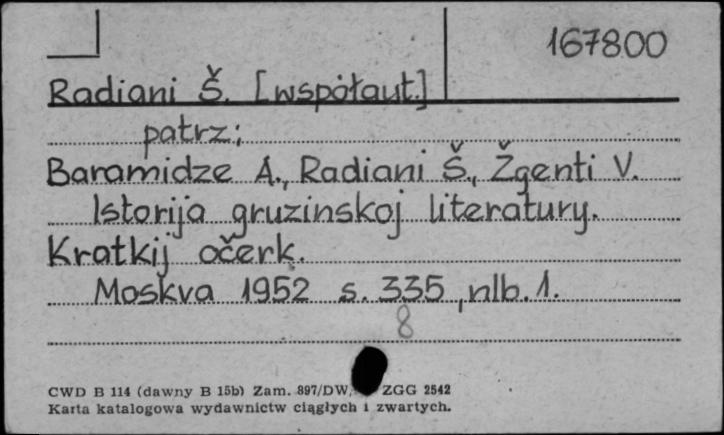 167800
Radiani Š. [współaut.]
patrz;
Baramidze A., Radiani Š., Žgenti V.
Istorija gruzinskoj literatury.
Kratkij očerk.
Moskva 1952 s. 335, nlb. 1.
8
CWD B 114 (dawny B 15b) Zam. 897/DW, ZGG 2542
Karta katalogowa wydawnictw ciągłych i zwartych.